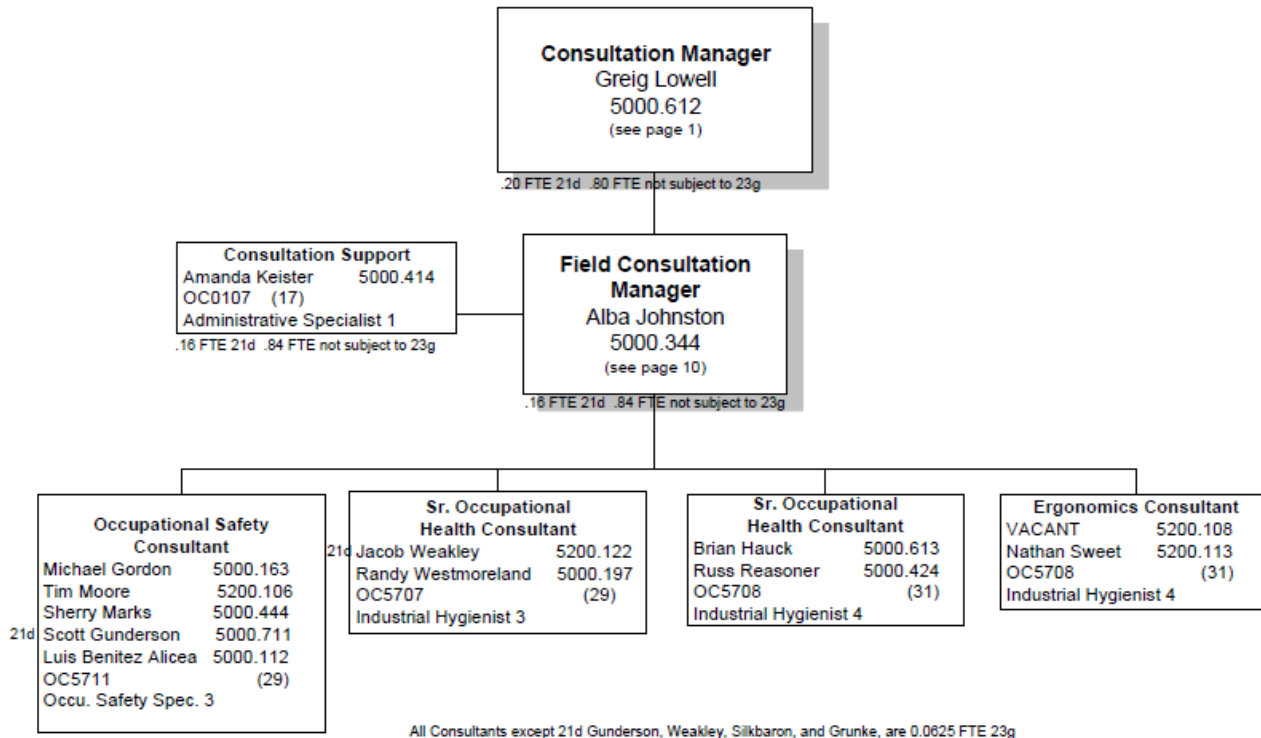 Consultation Manager
Greig Lowell
5000.612
(see page 1)
.20 FTE 21d .80 FTE not subject to 23g
Consultation Support
Amanda Keister 5000.414
OC0107 (17)
Administrative Specialist 1
.16 FTE 21d .84 FTE not subject to 23g
Field Consultation
Manager
Alba Johnston
5000.344
(see page 10)
.16 FTE 21d .84 FTE not subject to 23g
Occupational Safety
Consultant
Michael Gordon 5000.163
Tim Moore 5200.106
Sherry Marks 5000.444
21d Scott Gunderson 5000.711
Luis Benitez Alicea 5000.112
OC5711 (29)
Occu. Safety Spec. 3
Sr. Occupational
Health Consultant
21d Jacob Weakley 5200.122
Randy Westmoreland 5000.197
OC5707 (29)
Industrial Hygienist 3
Sr. Occupational
Health Consultant
Brian Hauck 5000.613
Russ Reasoner 5000.424
OC5708 (31)
Industrial Hygienist 4
Ergonomics Consultant
VACANT 5200.108
Nathan Sweet 5200.113
OC5708 (31)
Industrial Hygienist 4
All Consultants except 21d Gunderson, Weakley, Silkbaron, and Grunke, are 0.0625 FTE 23g